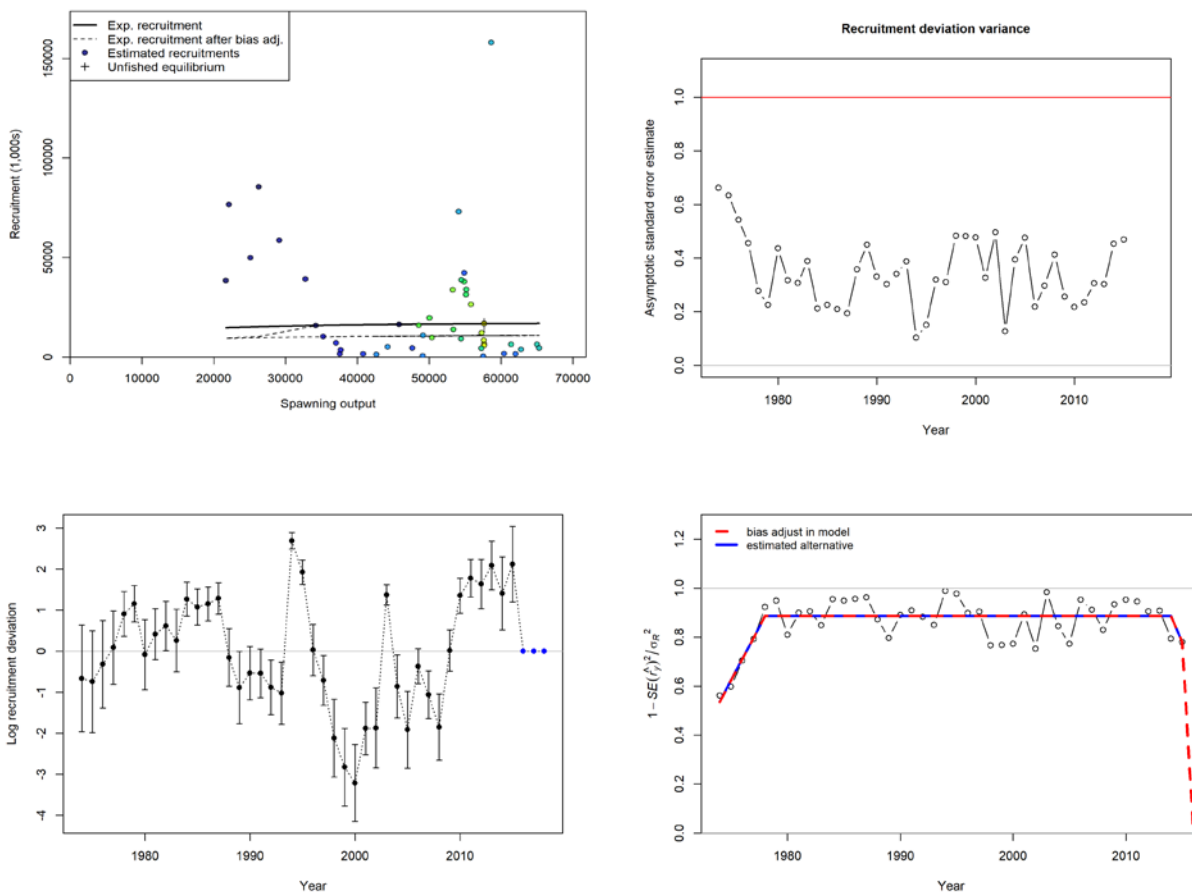 Exp. recruitment
Exp. recruitment after bias adj.
Estimated recruitments
Unfished equilibrium
Recruitment (1,000s)
150000
100000
50000
0
0 10000 20000 30000 40000 50000 60000 70000
Spawning output
Recruitment deviation variance
Asymptotic standard error estimate
1.0
0.8
0.6
0.4
0.2
0.0
1980 1990 2000 2010
Year
Log recruitment deviation
3
2
1
0
-1
-2
-3
-4
1980 1990 2000 2010
Year
bias adjust in model
estimated alternative
1 − SE(r̂y)² / σR²
1.2
1.0
0.8
0.6
0.4
0.2
0.0
1980 1990 2000 2010
Year